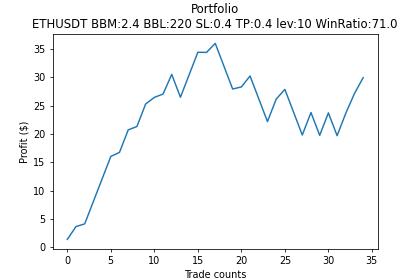 Portfolio
ETHUSDT BBM:2.4 BBL:220 SL:0.4 TP:0.4 lev:10 WinRatio:71.0
35
30
25
20
15
10
5
0
Profit ($)
0 5 10 15 20 25 30 35
Trade counts